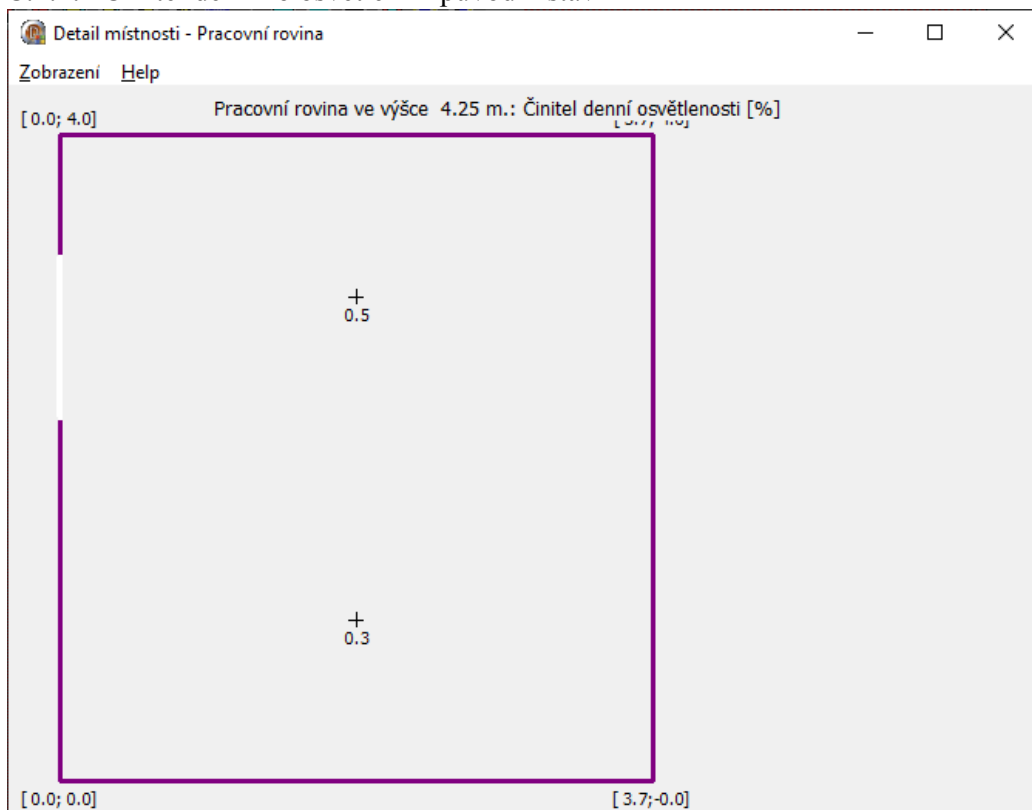 Detail místnosti - Pracovní rovina
Zobrazení Help
Pracovní rovina ve výšce 4.25 m.: Činitel denní osvětlenosti [%]
[ 0.0; 4.0]
0.5
0.3
[ 0.0; 0.0]
[ 3.7;-0.0]